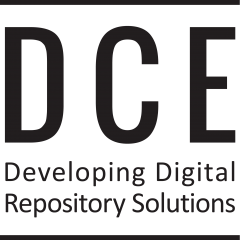 DCE
Developing Digital
Repository Solutions